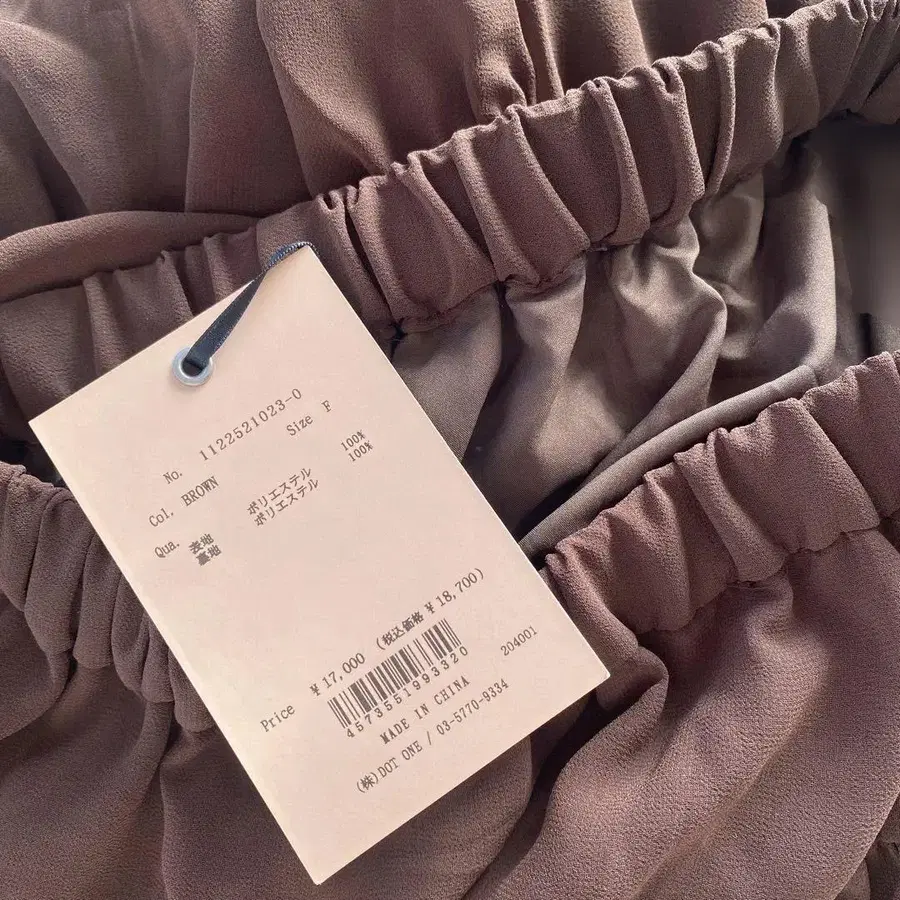 No. 1122521023-0
Size F
Col. BROWN
Qua. 表地 ポリエステル 100%
裏地 ポリエステル 100%
Price ¥17,000 (税込価格 ¥18,700)
4573551993320
204001
MADE IN CHINA
(株)DOT ONE / 03-5770-9334